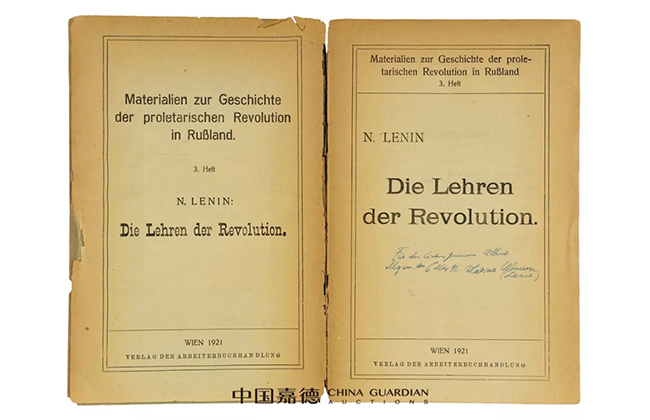 Materialien zur Geschichte
der proletarischen Revolution
in Rußland.
3. Heft
N. LENIN:
Die Lehren der Revolution.
WIEN 1921
VERLAG DER ARBEITERBUCHHANDLUNG
Materialien zur Geschichte der prole-
tarischen Revolution in Rußland
3. Heft
N. LENIN
Die Lehren
der Revolution.
(Lenin)
WIEN 1921
VERLAG DER ARBEITERBUCHHANDLUNG
中国嘉德 CHINA GUARDIAN
AUCTIONS